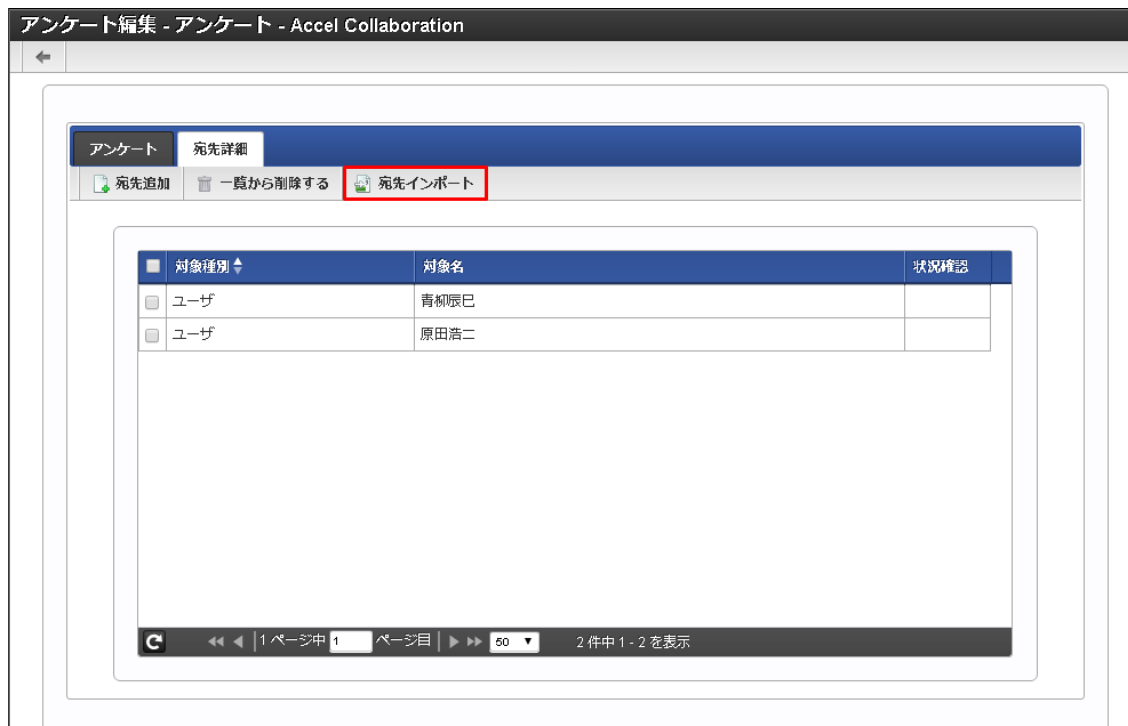 アンケート編集 - アンケート - Accel Collaboration
アンケート 宛先詳細
宛先追加 一覧から削除する 宛先インポート
対象種別 対象名 状況確認
ユーザ 青柳辰巳
ユーザ 原田浩二
1 ページ中 1 ページ目 50 2 件中 1 - 2 を表示